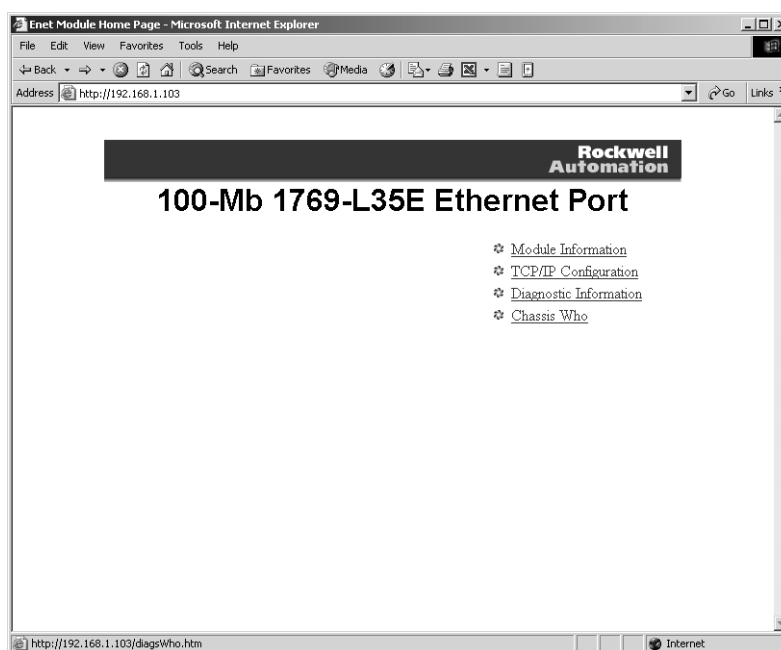 Enet Module Home Page - Microsoft Internet Explorer
File Edit View Favorites Tools Help
Back Search Favorites Media
Address http://192.168.1.103 Go Links
Rockwell
Automation
100-Mb 1769-L35E Ethernet Port
Module Information
TCP/IP Configuration
Diagnostic Information
Chassis Who
http://192.168.1.103/diagsWho.htm Internet